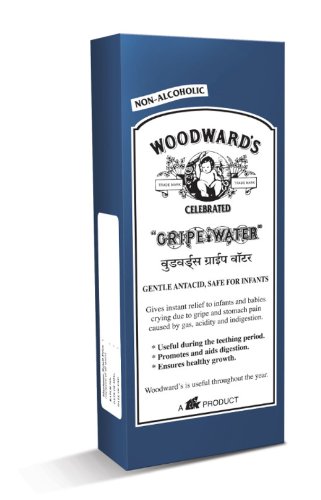 NON-ALCOHOLIC
WOODWARD'S
TRADE MARK TRADE MARK
CELEBRATED
"GRIPE WATER"
वुडवर्ड्स ग्राईप वॉटर
GENTLE ANTACID, SAFE FOR INFANTS
Gives instant relief to infants and babies
crying due to gripe and stomach pain
caused by gas, acidity and indigestion.
* Useful during the teething period.
* Promotes and aids digestion.
* Ensures healthy growth.
Woodward's is useful throughout the year.
A PRODUCT